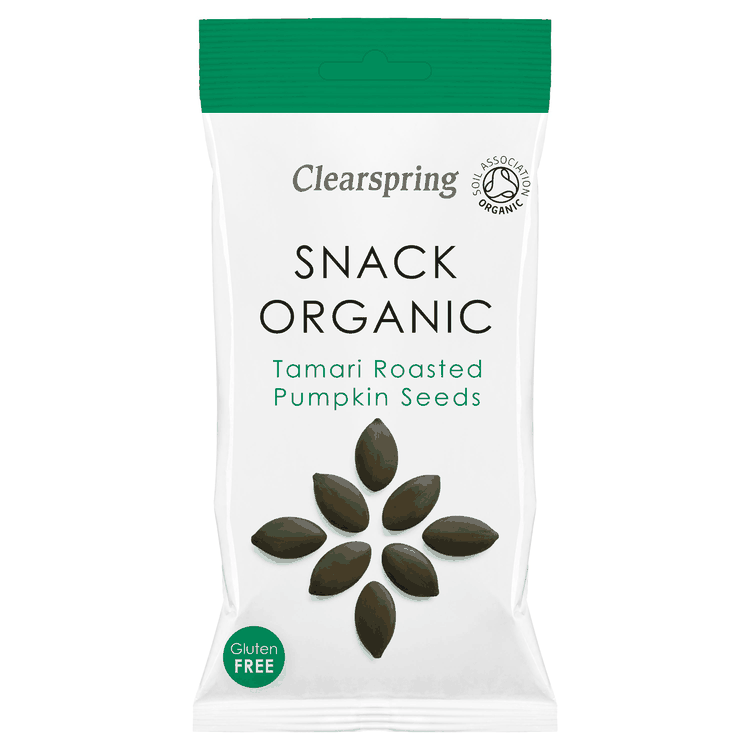 Clearspring
SOIL ASSOCIATION
ORGANIC
SNACK
ORGANIC
Tamari Roasted
Pumpkin Seeds
Gluten
FREE